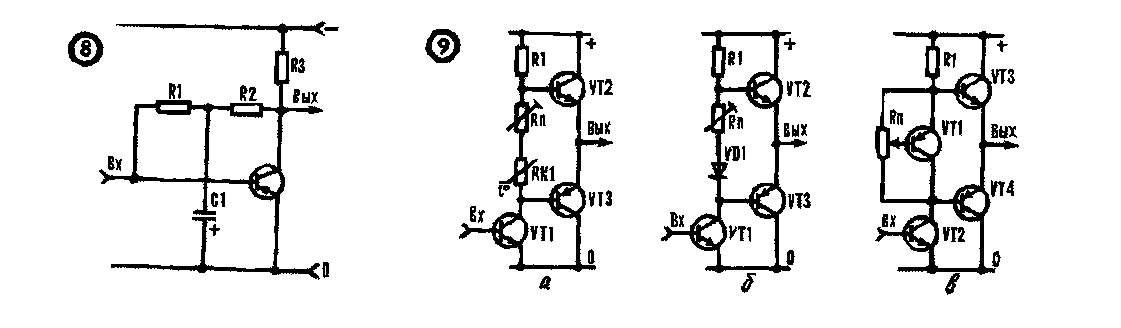 8
−
R3
R1
R2
Вых
Вх
C1
+
0
9
+
R1
VT2
Rп
Вых
RK1
t°
VT3
Вх
VT1
0
а
+
R1
VT2
Rп
Вых
VD1
VT3
Вх
VT1
0
б
+
R1
VT3
Rп
VT1
Вых
VT4
Вх
VT2
0
в